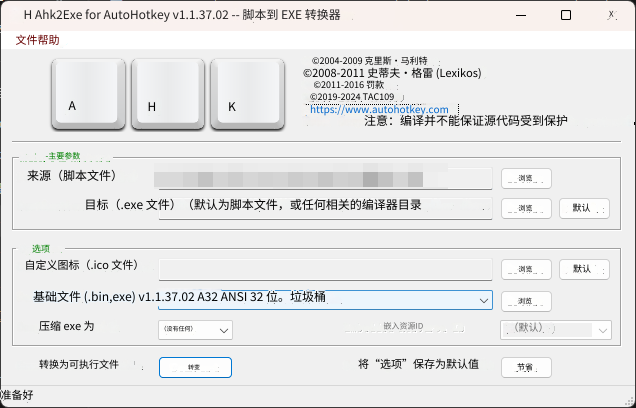 H Ahk2Exe for AutoHotkey v1.1.37.02 -- 脚本到 EXE 转换器
文件帮助
A H K
©2004-2009 克里斯·马利特
©2008-2011 史蒂夫·格雷 (Lexikos)
©2011-2016 罚款
©2019-2024 TAC109
https://www.autohotkey.com
注意：编译并不能保证源代码受到保护
-主要参数
来源（脚本文件） 浏览
目标（.exe 文件）（默认为脚本文件，或任何相关的编译器目录 浏览 默认
选项
自定义图标（.ico 文件） 浏览 默认
基础文件 (.bin,exe) v1.1.37.02 A32 ANSI 32 位。垃圾桶 浏览
压缩 exe 为 （没有任何） 嵌入资源ID （默认）
转换为可执行文件 转变 将“选项”保存为默认值 节省
准备好